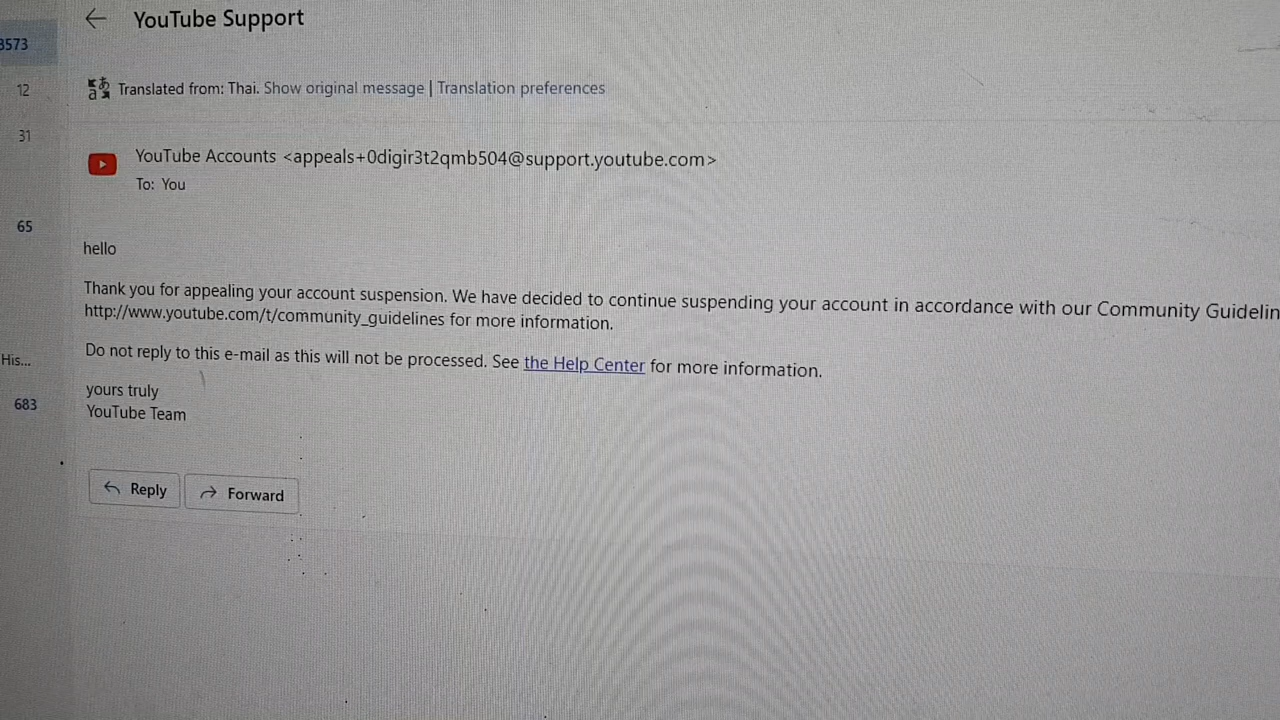 YouTube Support
3573
12
Translated from: Thai. Show original message | Translation preferences
31
YouTube Accounts <appeals+0digir3t2qmb504@support.youtube.com>
To: You
65
hello
Thank you for appealing your account suspension. We have decided to continue suspending your account in accordance with our Community Guidelin
http://www.youtube.com/t/community_guidelines for more information.
Do not reply to this e-mail as this will not be processed. See the Help Center for more information.
His...
yours truly
683
YouTube Team
Reply
Forward